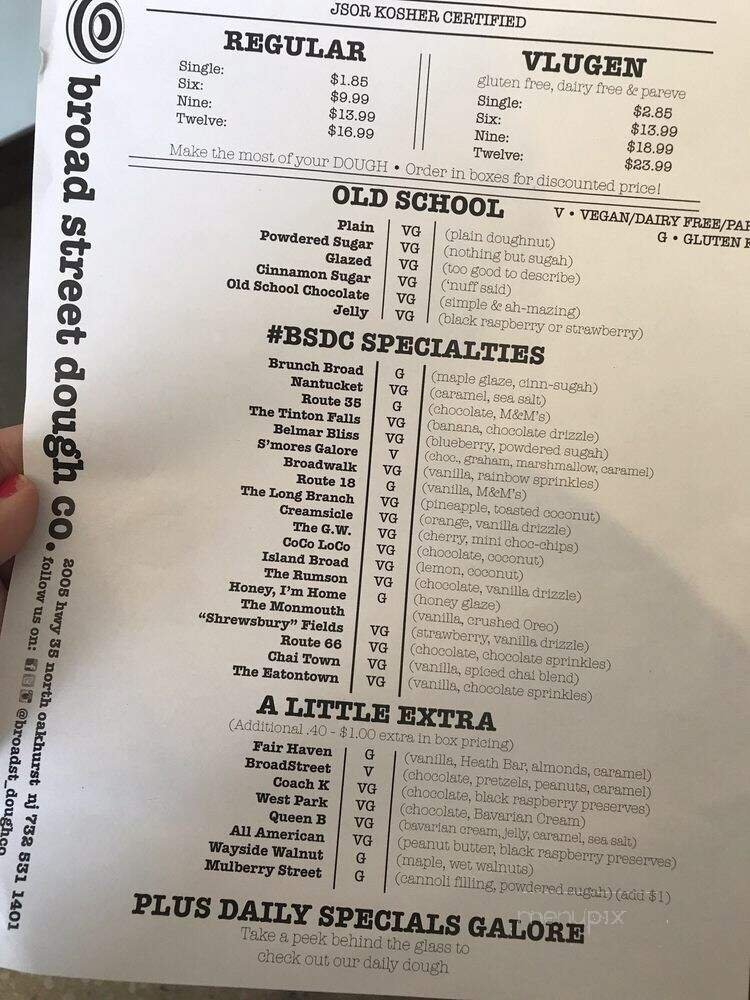 JSOR KOSHER CERTIFIED
REGULAR
Single: $1.85
Six: $9.99
Nine: $13.99
Twelve: $16.99
VLUGEN
gluten free, dairy free & pareve
Single: $2.85
Six: $13.99
Nine: $18.99
Twelve: $23.99
Make the most of your DOUGH • Order in boxes for discounted price!
OLD SCHOOL
V • VEGAN/DAIRY FREE/PAR
G • GLUTEN F
Plain VG (plain doughnut)
Powdered Sugar VG (nothing but sugah)
Glazed VG (too good to describe)
Cinnamon Sugar VG ('nuff said)
Old School Chocolate VG (simple & ah-mazing)
Jelly VG (black raspberry or strawberry)
#BSDC SPECIALTIES
Brunch Broad G (maple glaze, cinn-sugah)
Nantucket VG (caramel, sea salt)
Route 35 G (chocolate, M&M's)
The Tinton Falls VG (banana, chocolate drizzle)
Belmar Bliss VG (blueberry, powdered sugah)
S'mores Galore V (choc., graham, marshmallow, caramel)
Broadwalk VG (vanilla, rainbow sprinkles)
Route 18 G (vanilla, M&M's)
The Long Branch VG (pineapple, toasted coconut)
Creamsicle VG (orange, vanilla drizzle)
The G.W. VG (cherry, mini choc-chips)
CoCo LoCo VG (chocolate, coconut)
Island Broad VG (lemon, coconut)
The Rumson VG (chocolate, vanilla drizzle)
Honey, I'm Home G (honey glaze)
The Monmouth (vanilla, crushed Oreo)
"Shrewsbury" Fields VG (strawberry, vanilla drizzle)
Route 66 VG (chocolate, chocolate sprinkles)
Chai Town VG (vanilla, spiced chai blend)
The Eatontown VG (vanilla, chocolate sprinkles)
A LITTLE EXTRA
(Additional .40 - $1.00 extra in box pricing)
Fair Haven G (vanilla, Heath Bar, almonds, caramel)
BroadStreet V (chocolate, pretzels, peanuts, caramel)
Coach K VG (chocolate, black raspberry preserves)
West Park VG (chocolate, Bavarian Cream)
Queen B VG (bavarian cream, jelly, caramel, sea salt)
All American VG (peanut butter, black raspberry preserves)
Wayside Walnut G (maple, wet walnuts)
Mulberry Street G (cannoli filling, powdered sugah) (add $1)
PLUS DAILY SPECIALS GALORE
Take a peek behind the glass to
check out our daily dough
broad street dough co.
2005 hwy 35 north oakhurst nj 732 531 1401
follow us on: @broadst_doughco
menupix